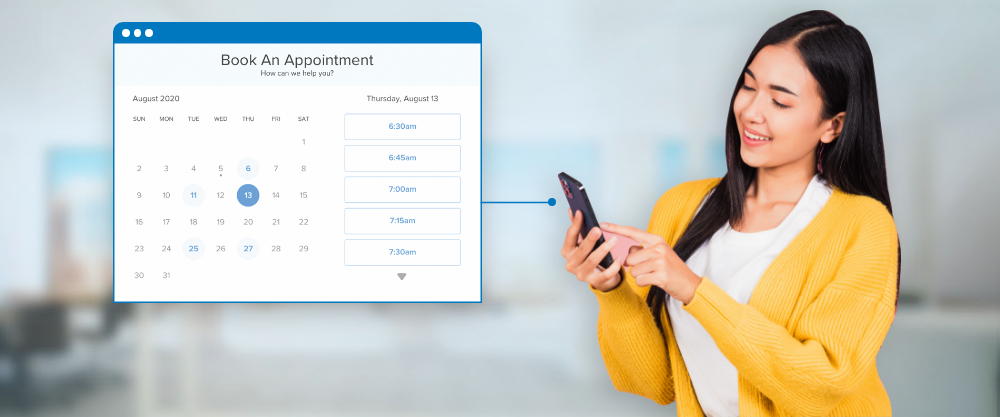 Book An Appointment
How can we help you?
August 2020
SUN MON TUE WED THU FRI SAT
1
2 3 4 5 6 7 8
9 10 11 12 13 14 15
16 17 18 19 20 21 22
23 24 25 26 27 28 29
30 31
Thursday, August 13
6:30am
6:45am
7:00am
7:15am
7:30am